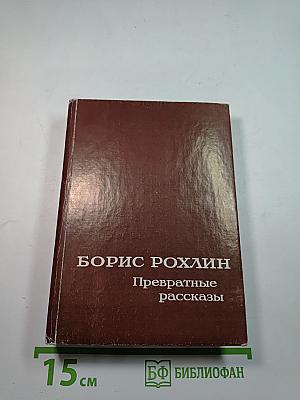 БОРИС РОХЛИН
Превратные
рассказы
15 см
БФ БИБЛИОФАН